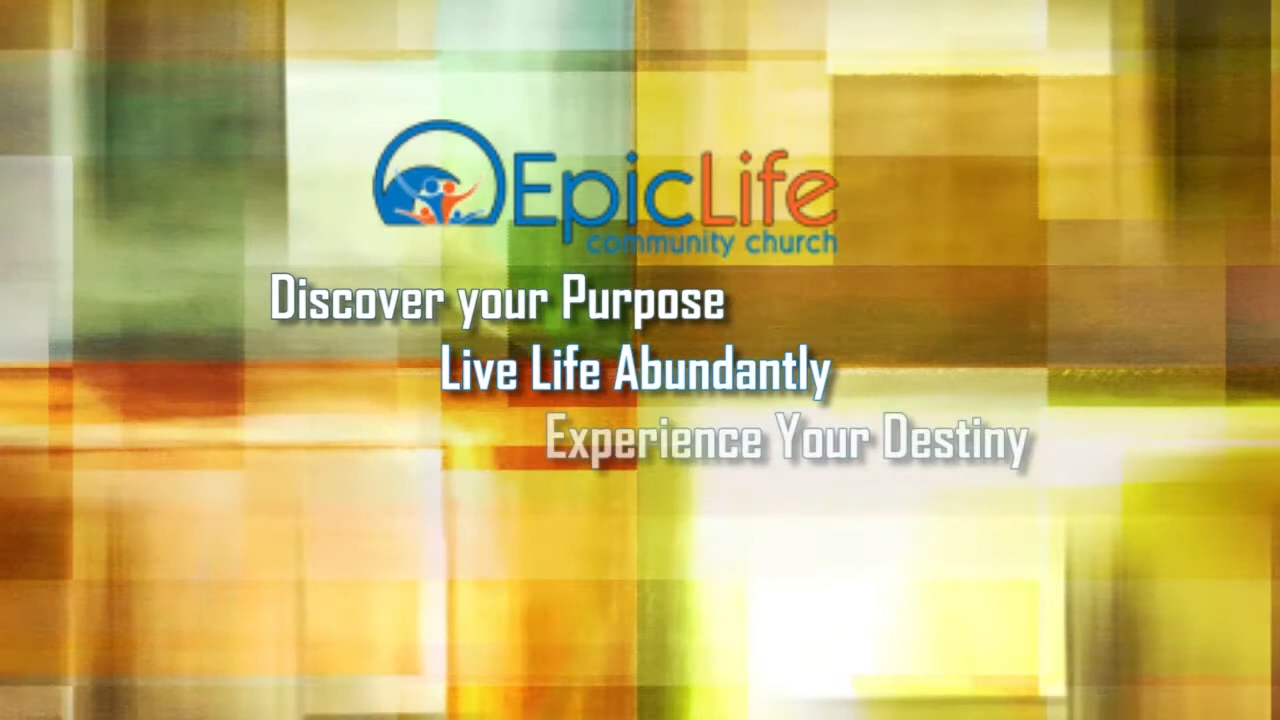 EpicLife
community church
Discover your Purpose
Live Life Abundantly
Experience Your Destiny